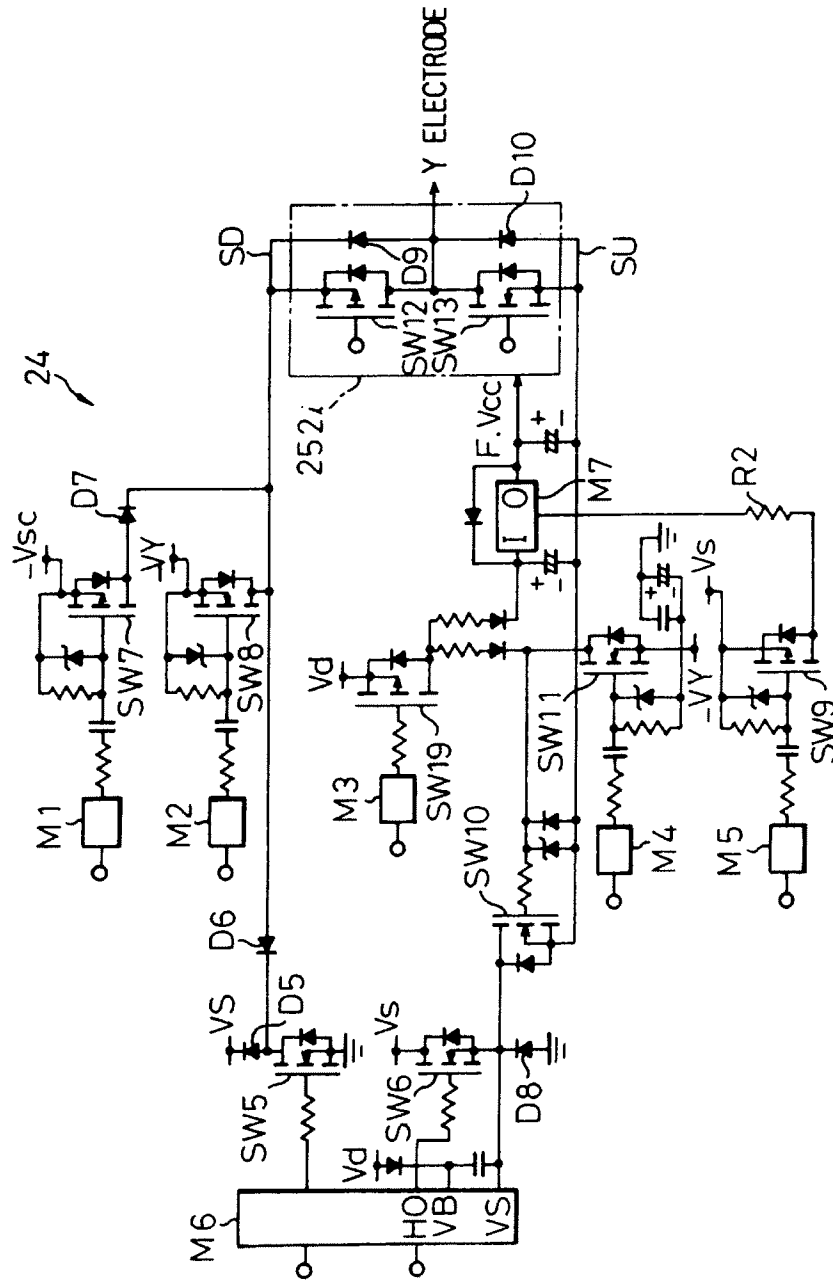 24
M1
-Vsc
SW7
D7
M2
-VY
SW8
D6
VS
D5
SW5
M6
HO
VB
VS
Vd
Vs
SW6
D8
SW10
M3
Vd
SW19
SW11
-VY
M4
M5
Vs
SW9
R2
I O
M7
F.Vcc
252i
SD
SW12
D9
SW13
D10
SU
Y ELECTRODE
+
-
+
-
+
-